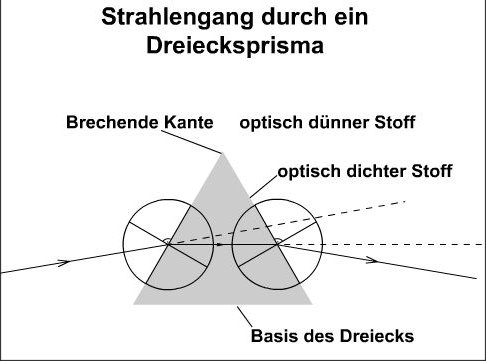 Strahlengang durch ein
Dreiecksprisma
Brechende Kante
optisch dünner Stoff
optisch dichter Stoff
Basis des Dreiecks